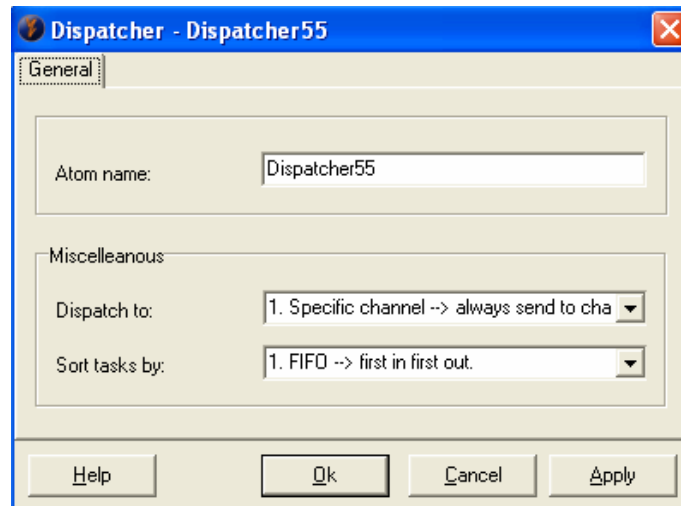 Dispatcher - Dispatcher55
General
Atom name: Dispatcher55
Miscelleanous
Dispatch to: 1. Specific channel --> always send to cha
Sort tasks by: 1. FIFO --> first in first out.
Help Ok Cancel Apply